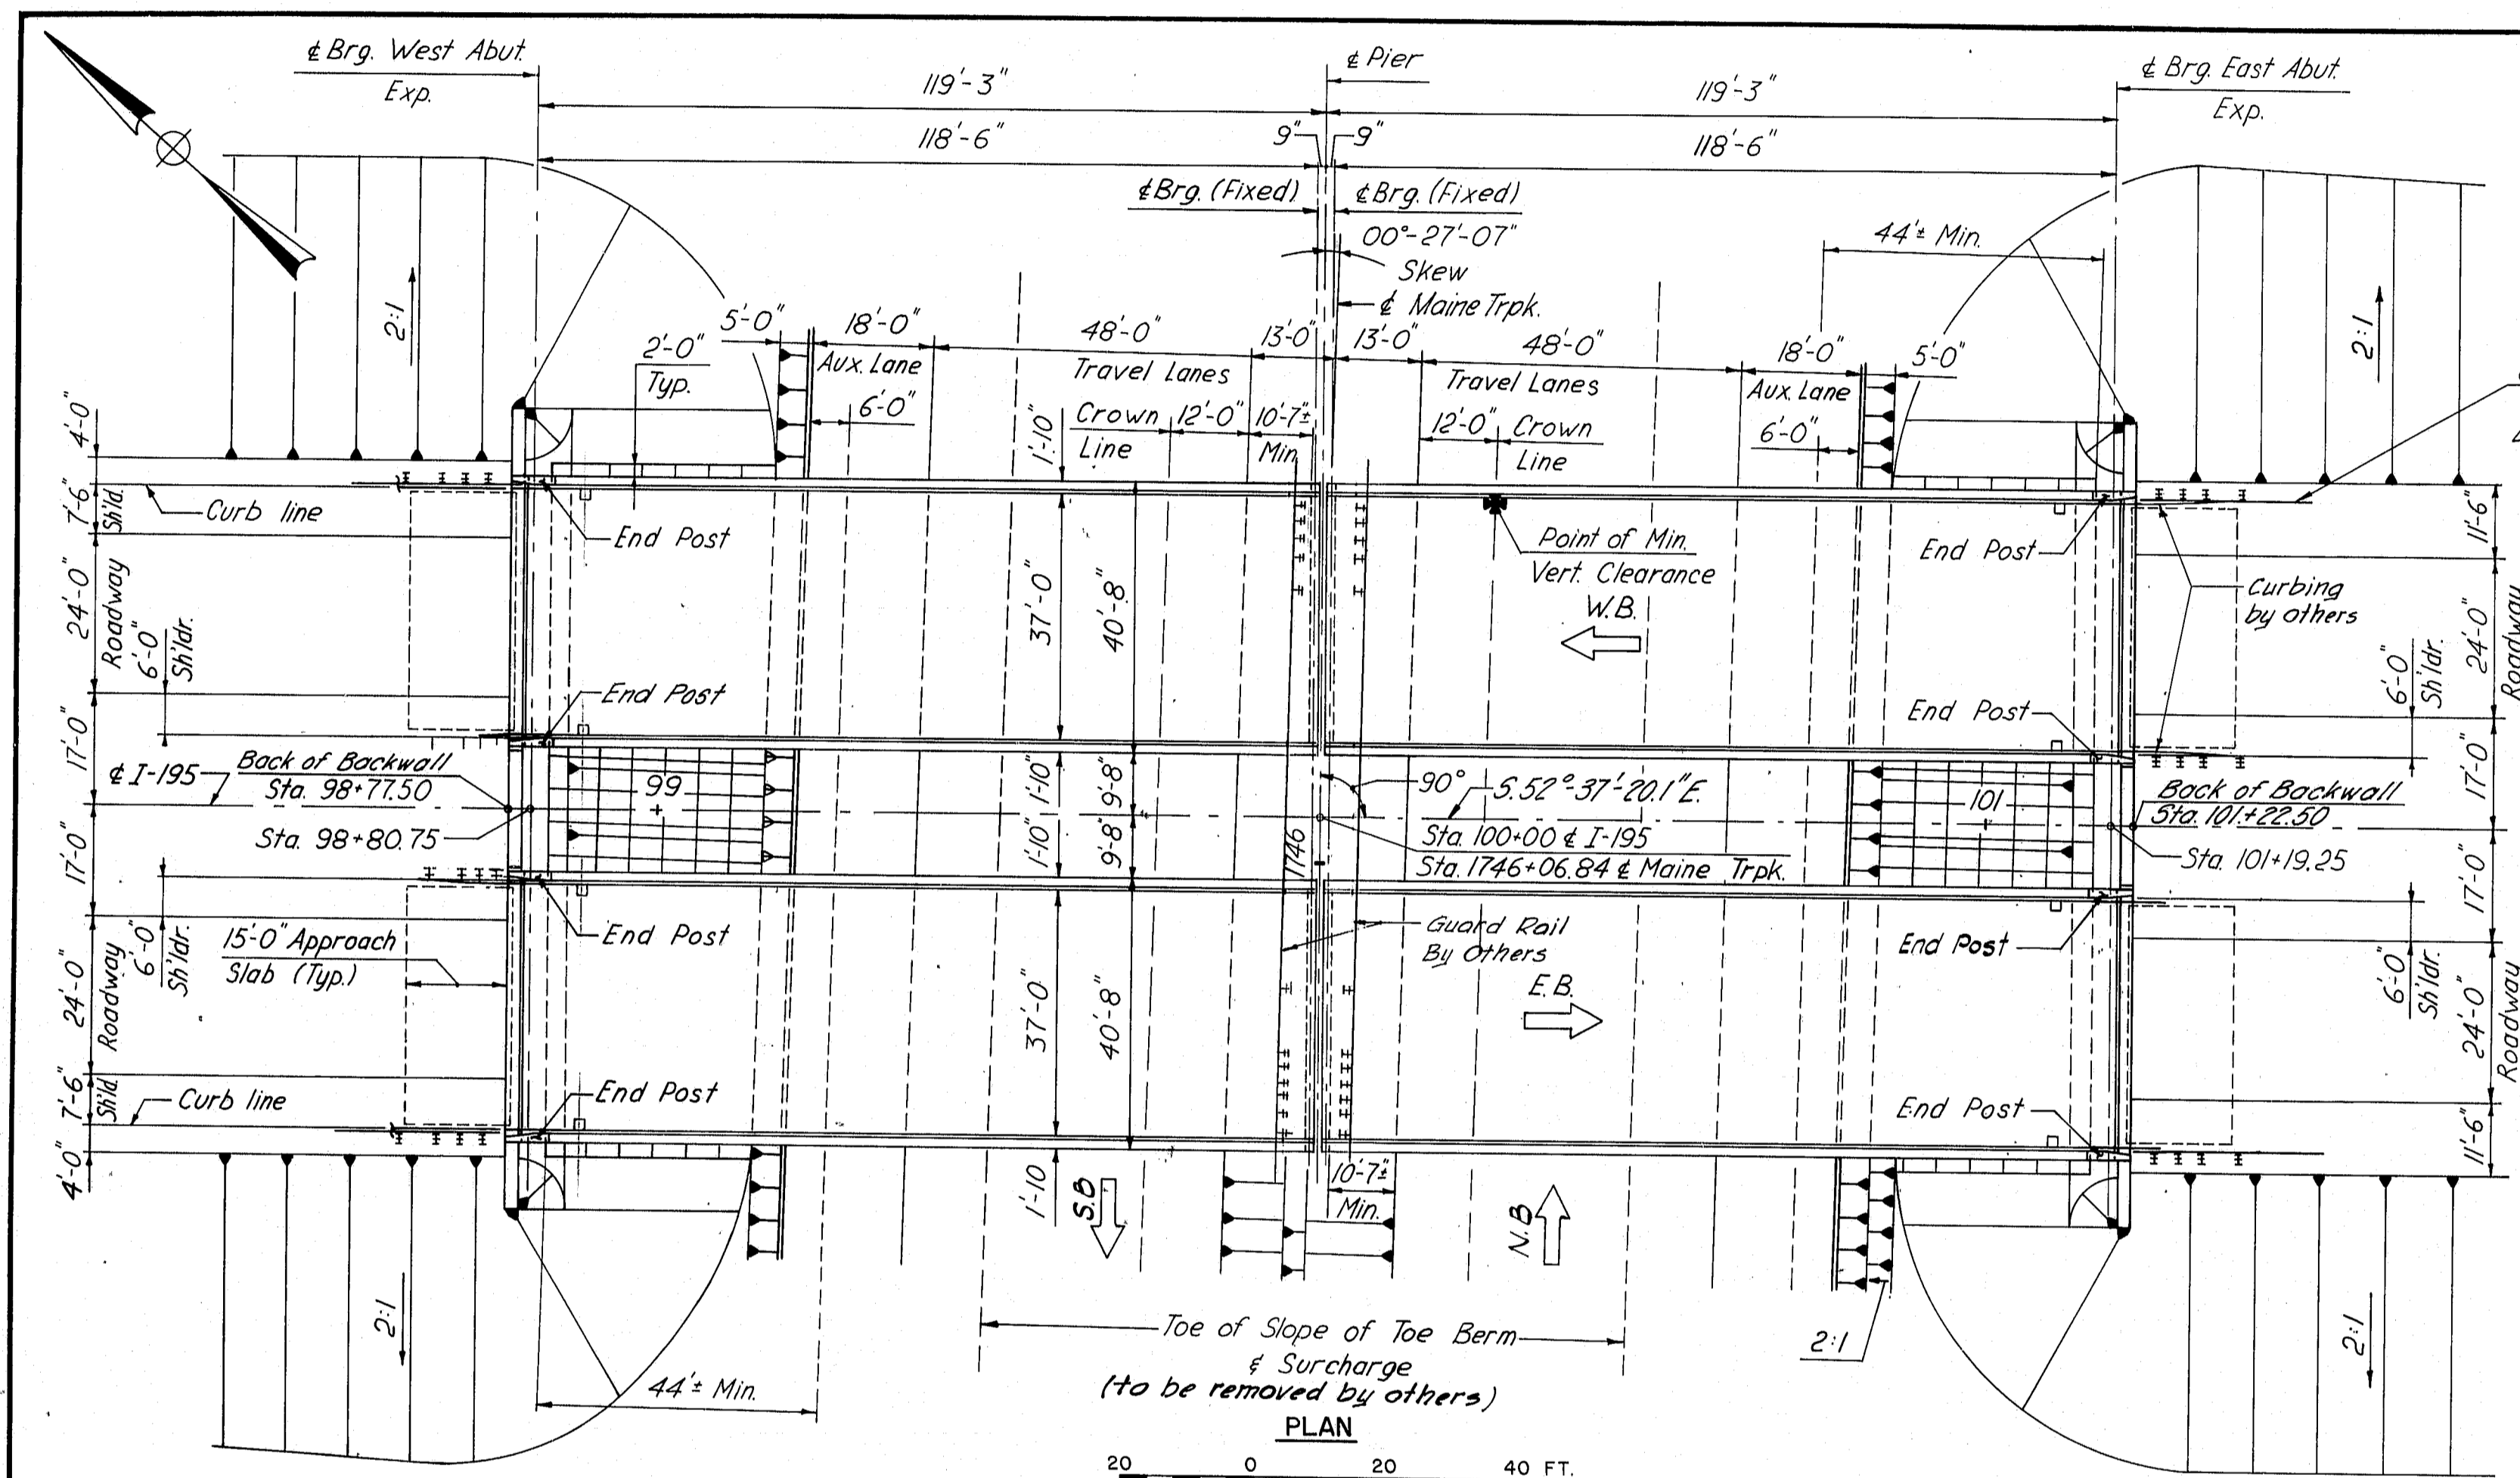 ℄ Brg. West Abut.
Exp.
119'-3"
℄ Pier
119'-3"
℄ Brg. East Abut.
Exp.
118'-6"
9"
9"
118'-6"
℄ Brg. (Fixed)
℄ Brg. (Fixed)
00°-27'-07"
Skew
℄ Maine Trpk.
44'± Min.
2:1
2:1
5'-0"
18'-0"
Aux. Lane
48'-0"
Travel Lanes
13'-0"
13'-0"
48'-0"
Travel Lanes
18'-0"
Aux. Lane
5'-0"
2'-0"
Typ.
6'-0"
1'-10"
Crown
Line
12'-0"
10'-7"±
Min.
12'-0"
Crown
Line
6'-0"
4'-0"
7'-6"
Sh'ld.
Curb line
End Post
Point of Min.
Vert. Clearance
W.B.
End Post
11'-6"
Curbing
by others
24'-0"
Roadway
6'-0"
Sh'ldr.
37'-0"
40'-8"
24'-0"
Roadway
6'-0"
Sh'ldr.
End Post
End Post
17'-0"
℄ I-195
Back of Backwall
Sta. 98+77.50
Sta. 98+80.75
99
1'-10"
9'-8"
1'-10"
9'-8"
1746
90°
S.52°-37'-20.1"E.
Sta. 100+00 ℄ I-195
Sta. 1746+06.84 ℄ Maine Trpk.
101
Back of Backwall
Sta. 101+22.50
Sta. 101+19.25
17'-0"
17'-0"
17'-0"
6'-0"
Sh'ldr.
15'-0" Approach
Slab (Typ.)
End Post
Guard Rail
By Others
End Post
6'-0"
Sh'ldr.
24'-0"
Roadway
37'-0"
40'-8"
E.B.
24'-0"
Roadway
7'-6"
Sh'ld.
Curb line
End Post
End Post
4'-0"
11'-6"
1'-10
S.B
10'-7"±
Min.
N.B
2:1
44'± Min.
Toe of Slope of Toe Berm
& Surcharge
(to be removed by others)
2:1
2:1
PLAN
20 0 20 40 FT.